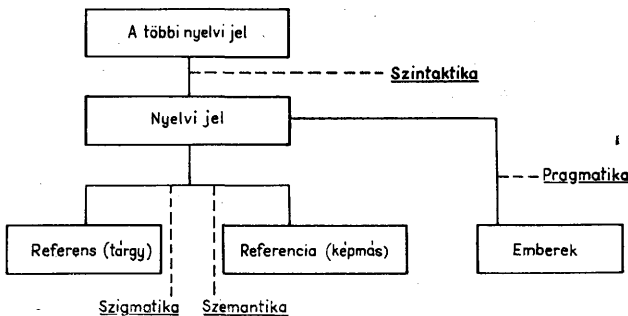 A többi nyelvi jel
Szintaktika
Nyelvi jel
Pragmatika
Referens (tárgy)
Referencia (képmás)
Emberek
Szigmatika
Szemantika